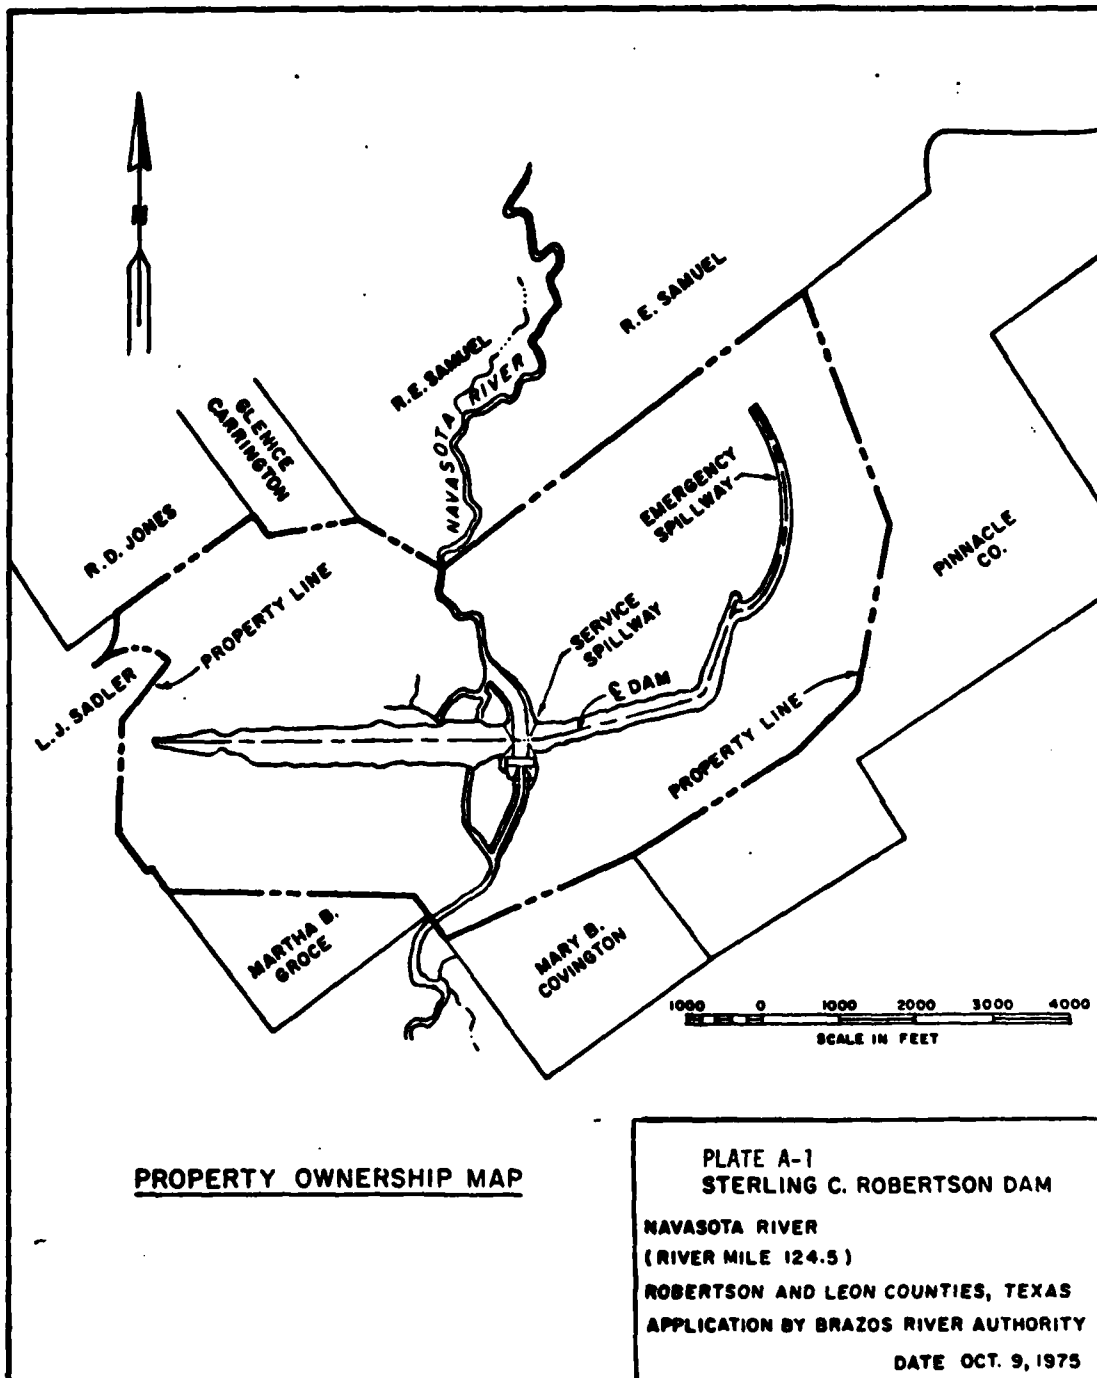 N
R.E. SAMUEL
R.E. SAMUEL
NAVASOTA RIVER
GLENICE
CARRINGTON
R.D. JONES
PROPERTY LINE
L.J. SADLER
EMERGENCY
SPILLWAY
SERVICE
SPILLWAY
℄ DAM
PINNACLE
CO.
PROPERTY LINE
MARTHA B.
GROCE
MARY B.
COVINGTON
1000 0 1000 2000 3000 4000
SCALE IN FEET
PROPERTY OWNERSHIP MAP
PLATE A-1
STERLING C. ROBERTSON DAM
NAVASOTA RIVER
(RIVER MILE 124.5)
ROBERTSON AND LEON COUNTIES, TEXAS
APPLICATION BY BRAZOS RIVER AUTHORITY
DATE OCT. 9, 1975